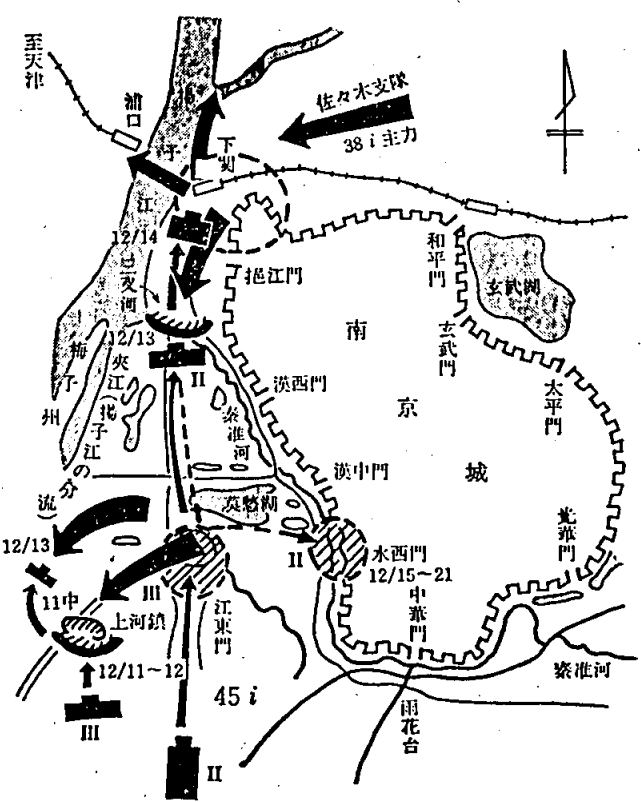 至天津
浦口
佐々木支隊
38 i 主力
揚
子
江
下関
12/14
三夜河
挹江門
和平門
玄武湖
玄武門
12/13
南
京
城
梅
子
州
夾江(揚子江の分流)
II
漢西門
太平門
秦淮河
漢中門
莫愁湖
光華門
12/13
II
水西門
12/15~21
III
11中
上河鎮
江東門
中華門
12/11~12
45 i
秦淮河
III
雨花台
II